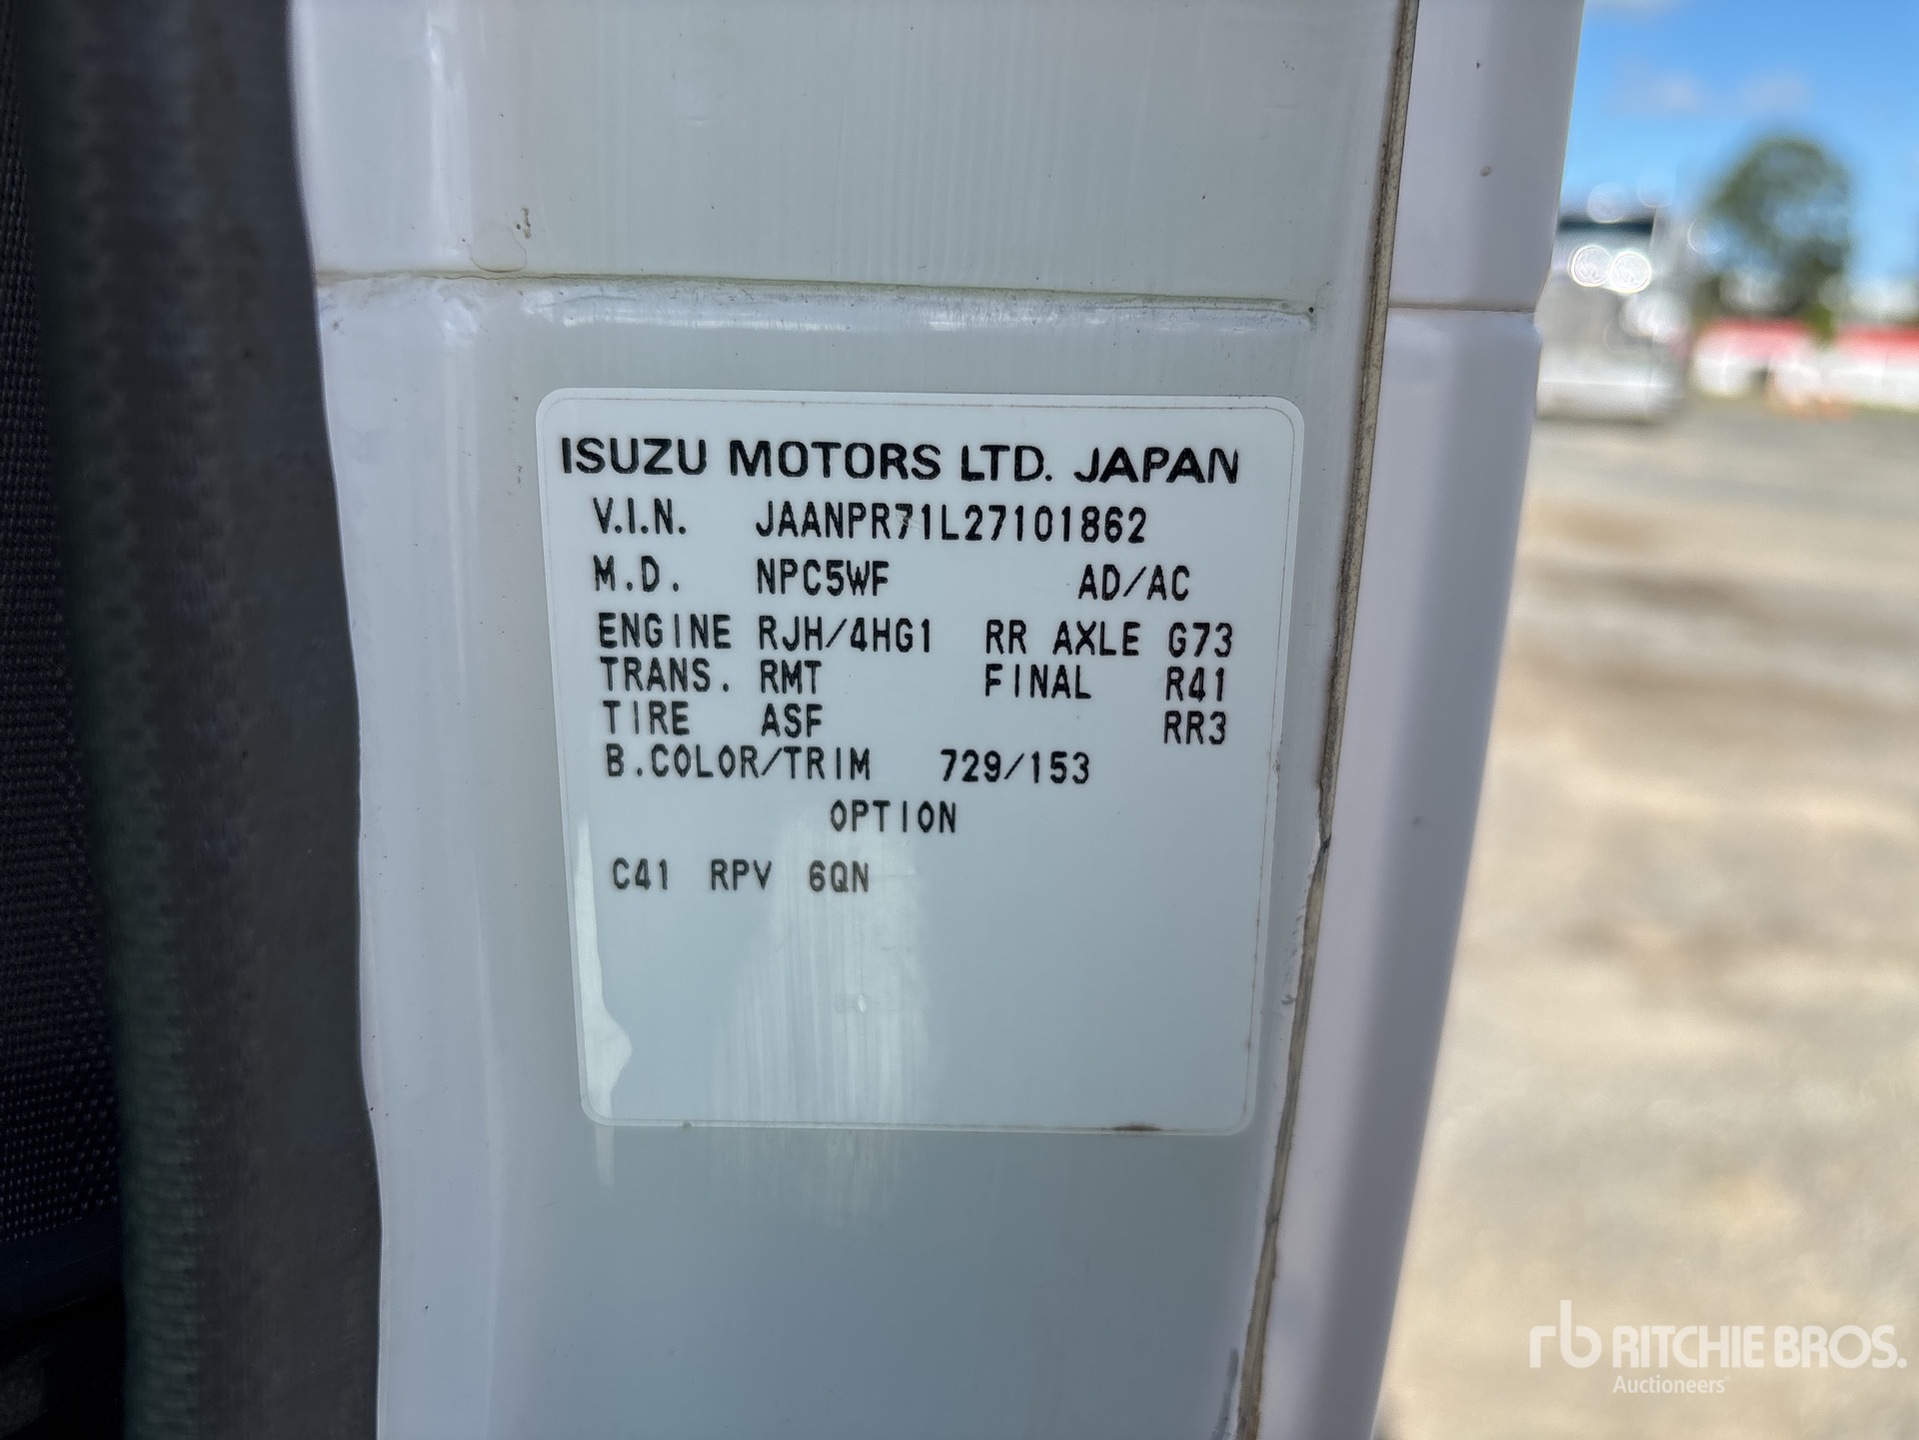 ISUZU MOTORS LTD. JAPAN
V.I.N. JAANPR71L27101862
M.D. NPC5WF AD/AC
ENGINE RJH/4HG1 RR AXLE G73
TRANS. RMT FINAL R41
TIRE ASF RR3
B.COLOR/TRIM 729/153
OPTION
C41 RPV 6QN
rb RITCHIE BROS.
Auctioneers